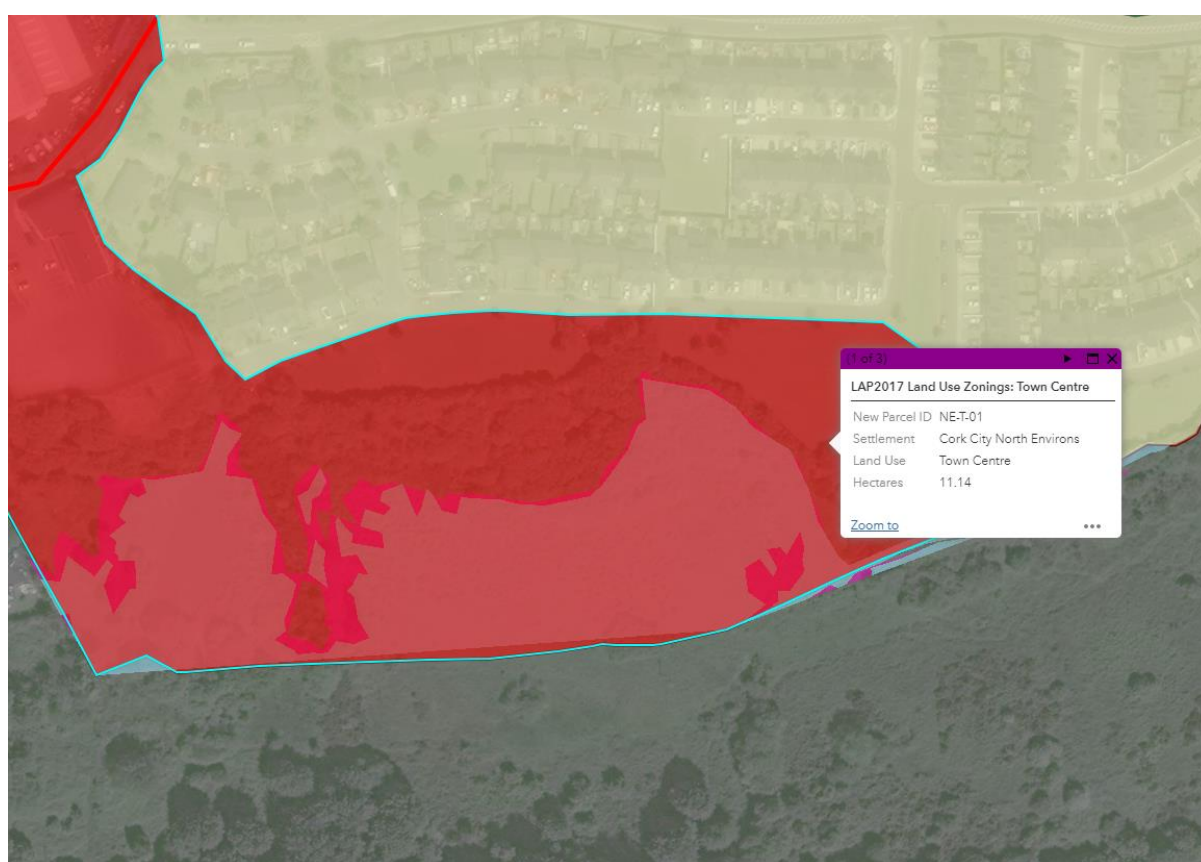 (1 of 3)
LAP2017 Land Use Zonings: Town Centre
New Parcel ID NE-T-01
Settlement Cork City North Environs
Land Use Town Centre
Hectares 11.14
Zoom to